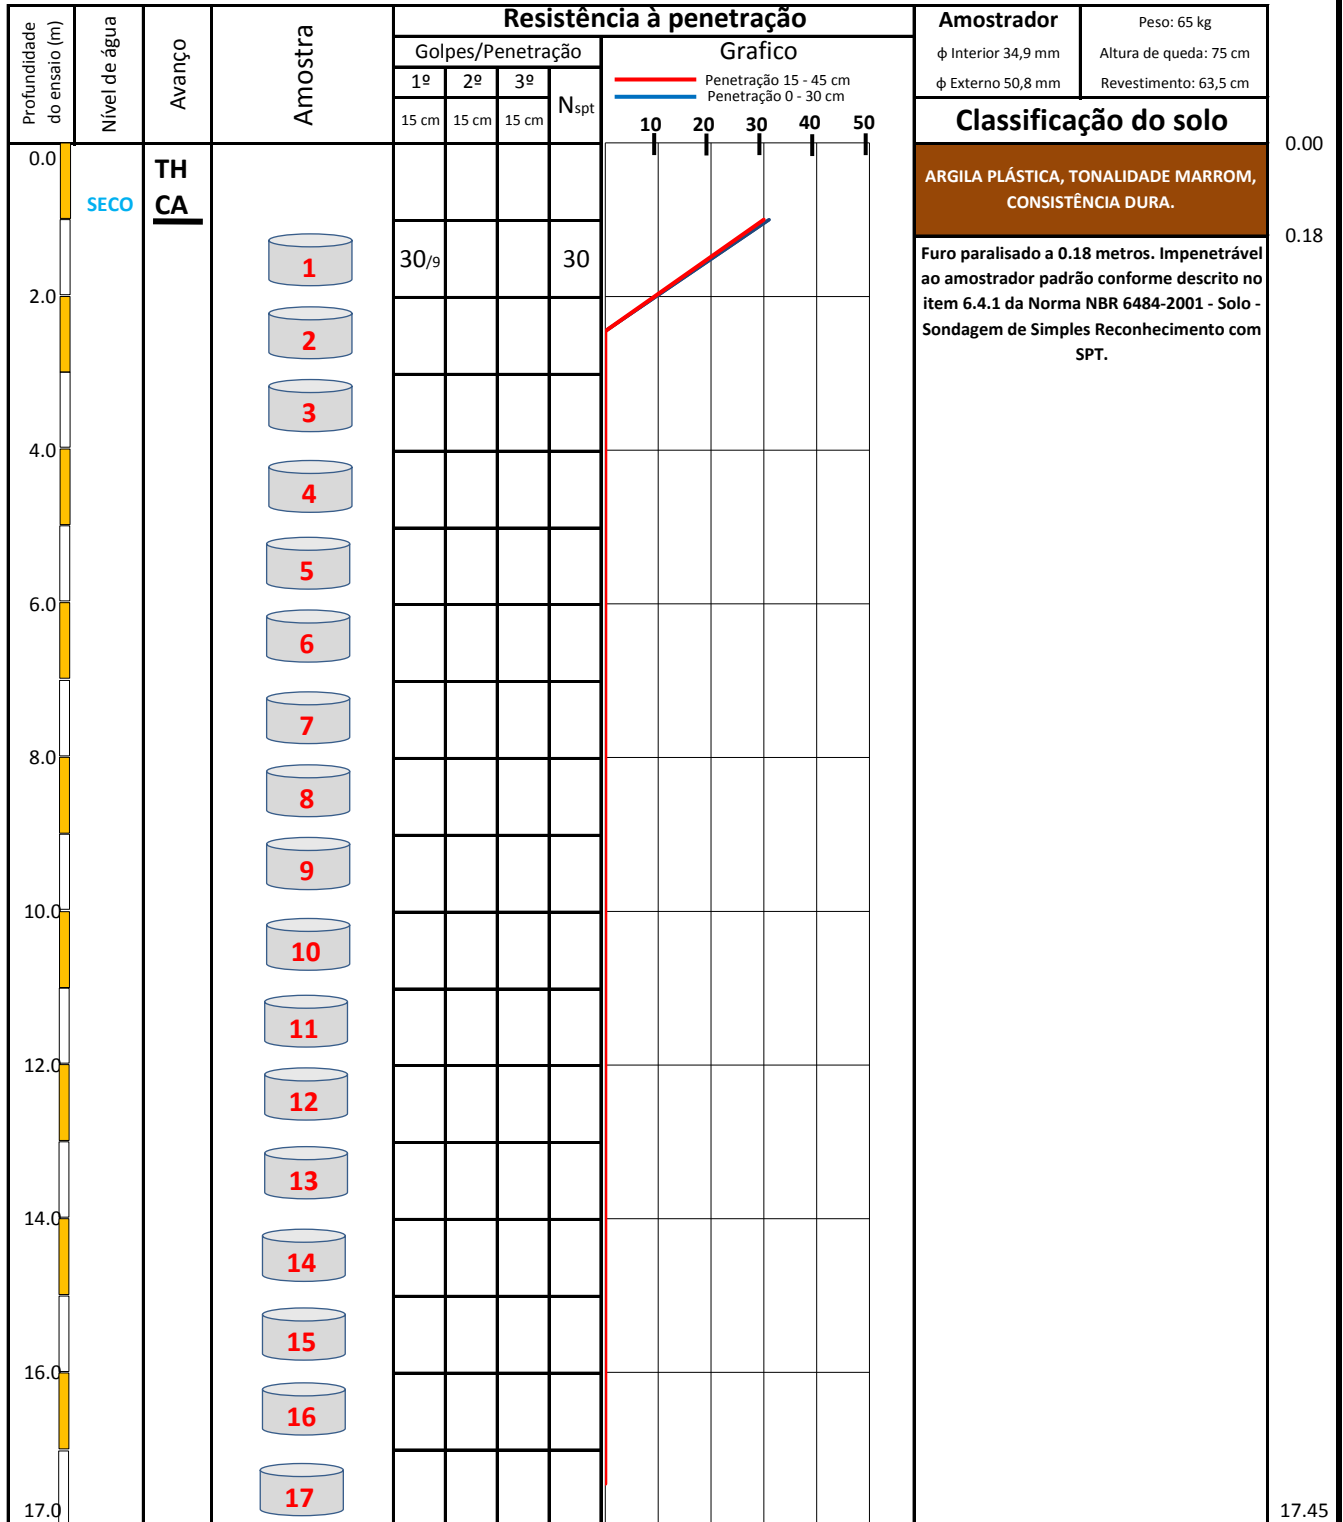 Profundidade
do ensaio (m)
Nível de água
Avanço
Amostra
Resistência à penetração
Golpes/Penetração
1º 2º 3º
15 cm 15 cm 15 cm
Nspt
Grafico
Penetração 15 - 45 cm
Penetração 0 - 30 cm
10 20 30 40 50
Amostrador
ϕ Interior 34,9 mm
ϕ Externo 50,8 mm
Peso: 65 kg
Altura de queda: 75 cm
Revestimento: 63,5 cm
Classificação do solo
0.0
SECO
TH
CA
ARGILA PLÁSTICA, TONALIDADE MARROM,
CONSISTÊNCIA DURA.
0.00
0.18
1
30/9
30
Furo paralisado a 0.18 metros. Impenetrável
ao amostrador padrão conforme descrito no
item 6.4.1 da Norma NBR 6484-2001 - Solo -
Sondagem de Simples Reconhecimento com
SPT.
2.0
2
3
4.0
4
5
6.0
6
7
8.0
8
9
10.0
10
11
12.0
12
13
14.0
14
15
16.0
16
17
17.0
17.45